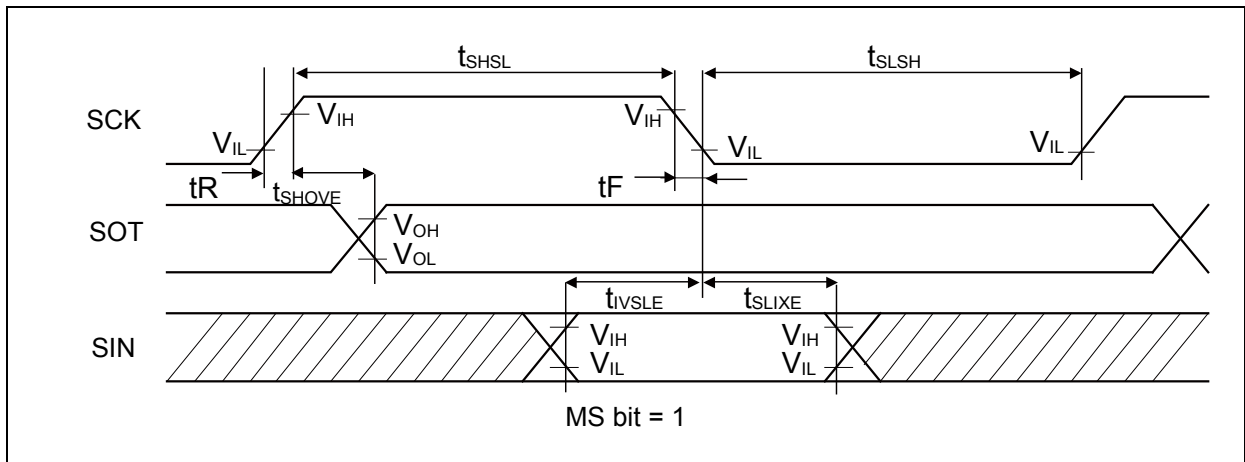 tSHSL tSLSH
SCK VIH VIH
VIL VIL VIL
tR tSHOVE tF
SOT VOH
VOL
tIVSLE tSLIXE
SIN VIH VIH
VIL VIL
MS bit = 1